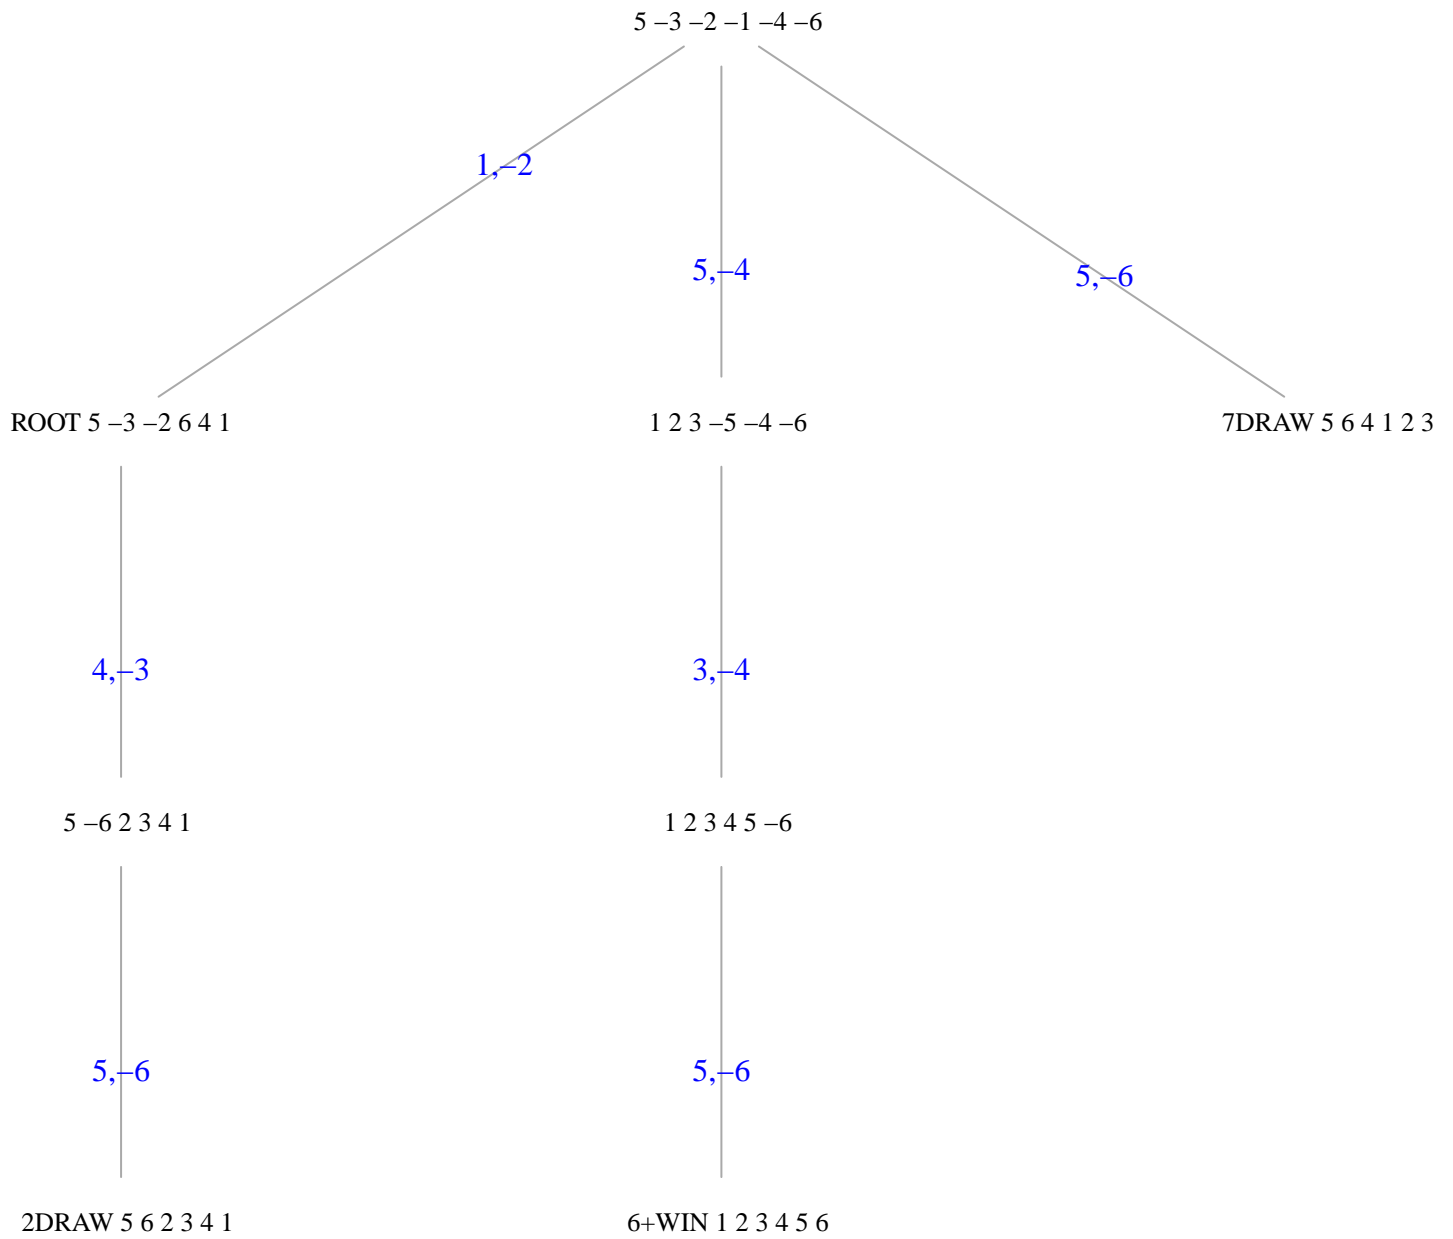 5 –3 –2 –1 –4 –6
1,–2
5,–4
5,–6
ROOT 5 –3 –2 6 4 1
1 2 3 –5 –4 –6
7DRAW 5 6 4 1 2 3
4,–3
3,–4
5 –6 2 3 4 1
1 2 3 4 5 –6
5,–6
5,–6
2DRAW 5 6 2 3 4 1
6+WIN 1 2 3 4 5 6